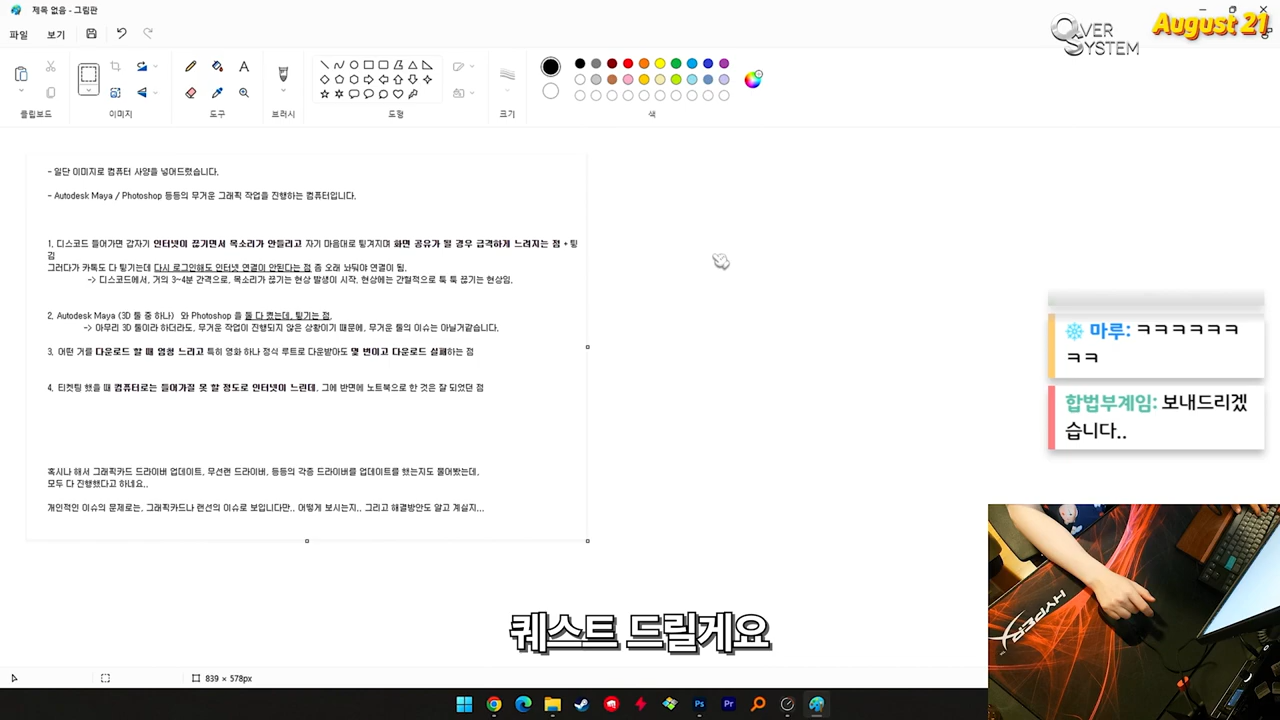 제목 없음 - 그림판
August 21
OVER SYSTEM
파일 보기
클립보드 이미지 도구 브러시 도형 크기 색
- 일단 이미지로 컴퓨터 사양을 넣어드렸습니다.
- Autodesk Maya / Photoshop 등등의 무거운 그래픽 작업을 진행하는 컴퓨터입니다.
1. 디스코드 들어가면 갑자기 인터넷이 끊기면서 목소리가 안들리고 자기 마음대로 튕겨지며 화면 공유가 될 경우 급격하게 느려지는 점 + 튕
김
그러다가 카톡도 다 튕기는데 다시 로그인해도 인터넷 연결이 안된다는 점 좀 오래 놔둬야 연결이 됨.
-> 디스코드에서, 거의 3~4분 간격으로, 목소리가 끊기는 현상 발생이 시작. 현상에는 간헐적으로 툭 툭 끊기는 현상임.
2. Autodesk Maya (3D 툴 중 하나) 와 Photoshop 을 둘 다 켰는데, 튕기는 점.
-> 아무리 3D 툴이라 하더라도, 무거운 작업이 진행되지 않은 상황이기 때문에, 무거운 툴의 이슈는 아닐거같습니다.
3. 어떤 거를 다운로드 할 때 엄청 느리고 특히 영화 하나 정식 루트로 다운받아도 몇 번이고 다운로드 실패하는 점
4. 티켓팅 했을 때 컴퓨터로는 들어가질 못 할 정도로 인터넷이 느린데, 그에 반면에 노트북으로 한 것은 잘 되었던 점
혹시나 해서 그래픽카드 드라이버 업데이트, 무선랜 드라이버, 등등의 각종 드라이버를 업데이트를 했는지도 물어봤는데,
모두 다 진행했다고 하네요..
개인적인 이슈의 문제로는, 그래픽카드나 랜선의 이슈로 보입니다만.. 어떻게 보시는지.. 그리고 해결방안도 알고 계실지...
마루: ㅋㅋㅋㅋㅋㅋ
ㅋㅋ
합법부계임: 보내드리겠
습니다..
퀘스트 드릴게요
839 × 578px
HYPERX